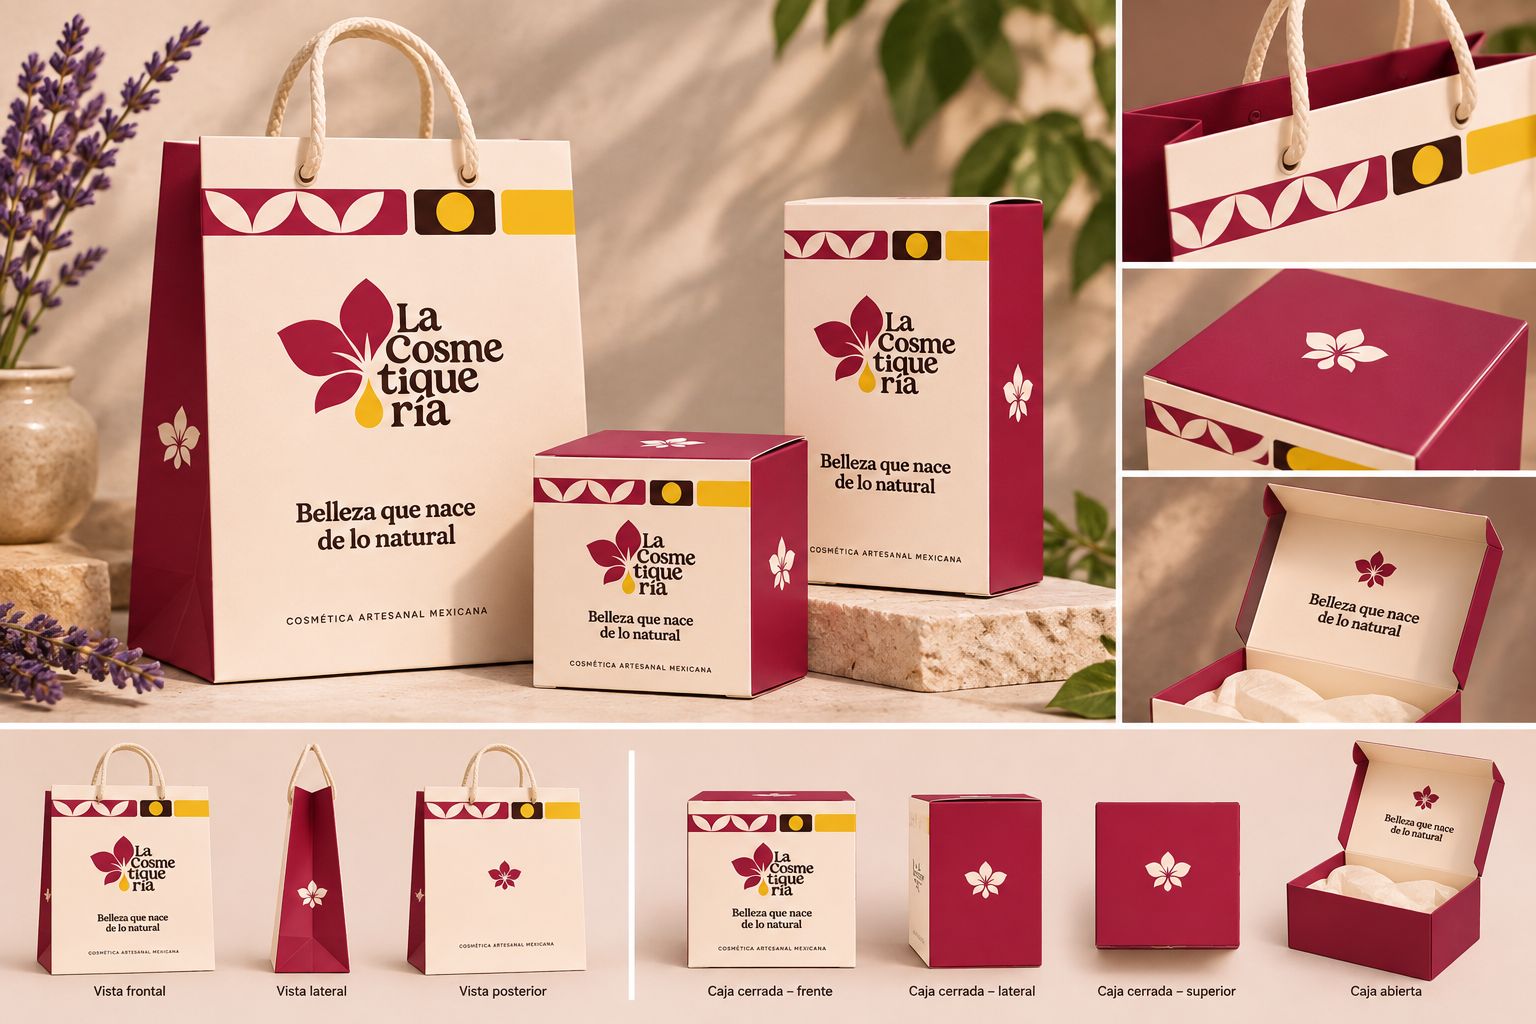 La
Cosme
tique
ría
Belleza que nace
de lo natural
COSMÉTICA ARTESANAL MEXICANA
La
Cosme
tique
ría
Belleza que nace
de lo natural
COSMÉTICA ARTESANAL MEXICANA
La
Cosme
tique
ría
Belleza que nace
de lo natural
COSMÉTICA ARTESANAL MEXICANA
Belleza que nace
de lo natural
La
Cosme
tique
ría
Belleza que nace
de lo natural
COSMÉTICA ARTESANAL MEXICANA
Vista frontal
Vista lateral
COSMÉTICA ARTESANAL MEXICANA
Vista posterior
La
Cosme
tique
ría
Belleza que nace
de lo natural
COSMÉTICA ARTESANAL MEXICANA
Caja cerrada – frente
Caja cerrada – lateral
Caja cerrada – superior
Belleza que nace
de lo natural
Caja abierta